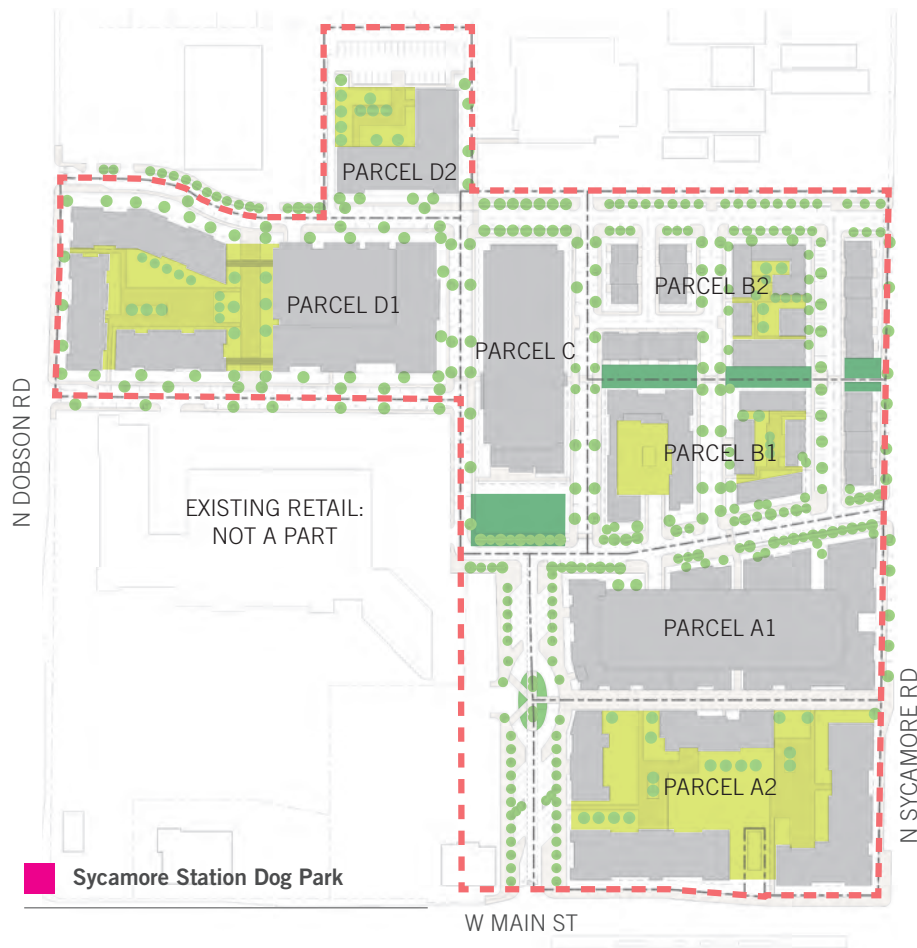 PARCEL D2
PARCEL D1
PARCEL B2
PARCEL C
N DOBSON RD
PARCEL B1
EXISTING RETAIL:
NOT A PART
PARCEL A1
N SYCAMORE RD
PARCEL A2
Sycamore Station Dog Park
W MAIN ST